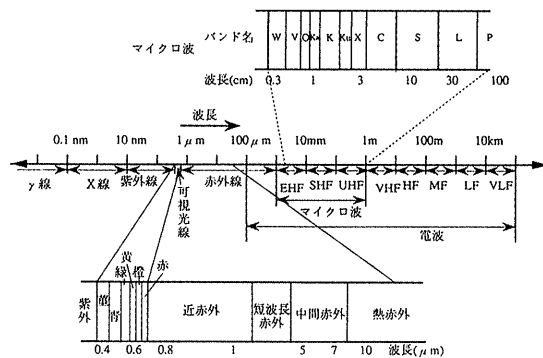 バンド名 W V O Ka K Ku X C S L P
マイクロ波
波長(cm) 0.3 1 3 10 30 100
波長
0.1 nm 10 nm 1 μm 100 μm 10mm 1m 100m 10km
γ線 X線 紫外線 可視光線 赤外線 EHF SHF UHF VHF HF MF LF VLF
マイクロ波
電波
黄 赤
緑 橙
紫外 菫 青 近赤外 短波長赤外 中間赤外 熱赤外
0.4 0.6 0.8 1 5 7 10 波長(μm)